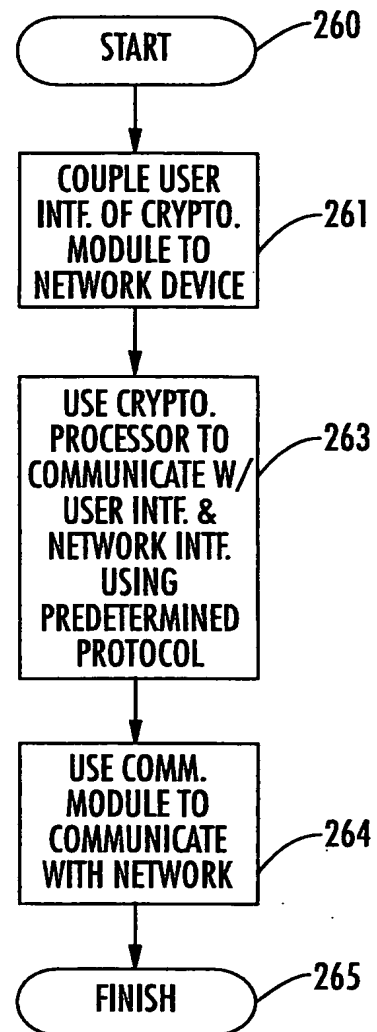 START
260
COUPLE USER
INTF. OF CRYPTO.
MODULE TO
NETWORK DEVICE
261
USE CRYPTO.
PROCESSOR TO
COMMUNICATE W/
USER INTF. &
NETWORK INTF.
USING
PREDETERMINED
PROTOCOL
263
USE COMM.
MODULE TO
COMMUNICATE
WITH NETWORK
264
FINISH
265